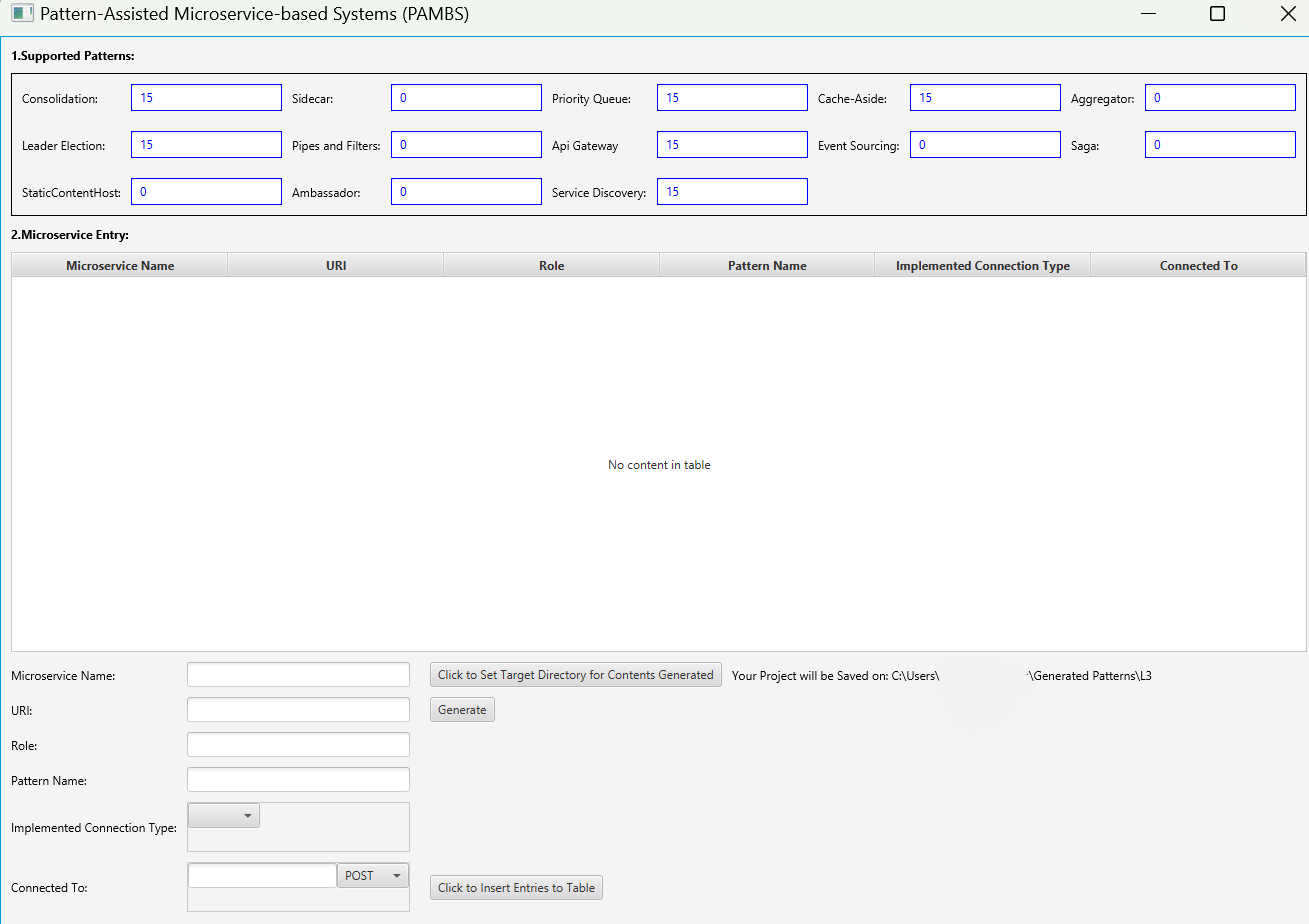 Pattern-Assisted Microservice-based Systems (PAMBS)
1.Supported Patterns:
Consolidation: 15 Sidecar: 0 Priority Queue: 15 Cache-Aside: 15 Aggregator: 0
Leader Election: 15 Pipes and Filters: 0 Api Gateway 15 Event Sourcing: 0 Saga: 0
StaticContentHost: 0 Ambassador: 0 Service Discovery: 15
2.Microservice Entry:
Microservice Name URI Role Pattern Name Implemented Connection Type Connected To
No content in table
Microservice Name: Click to Set Target Directory for Contents Generated Your Project will be Saved on: C:\Users\ \Generated Patterns\L3
URI: Generate
Role:
Pattern Name:
Implemented Connection Type:
Connected To: POST Click to Insert Entries to Table